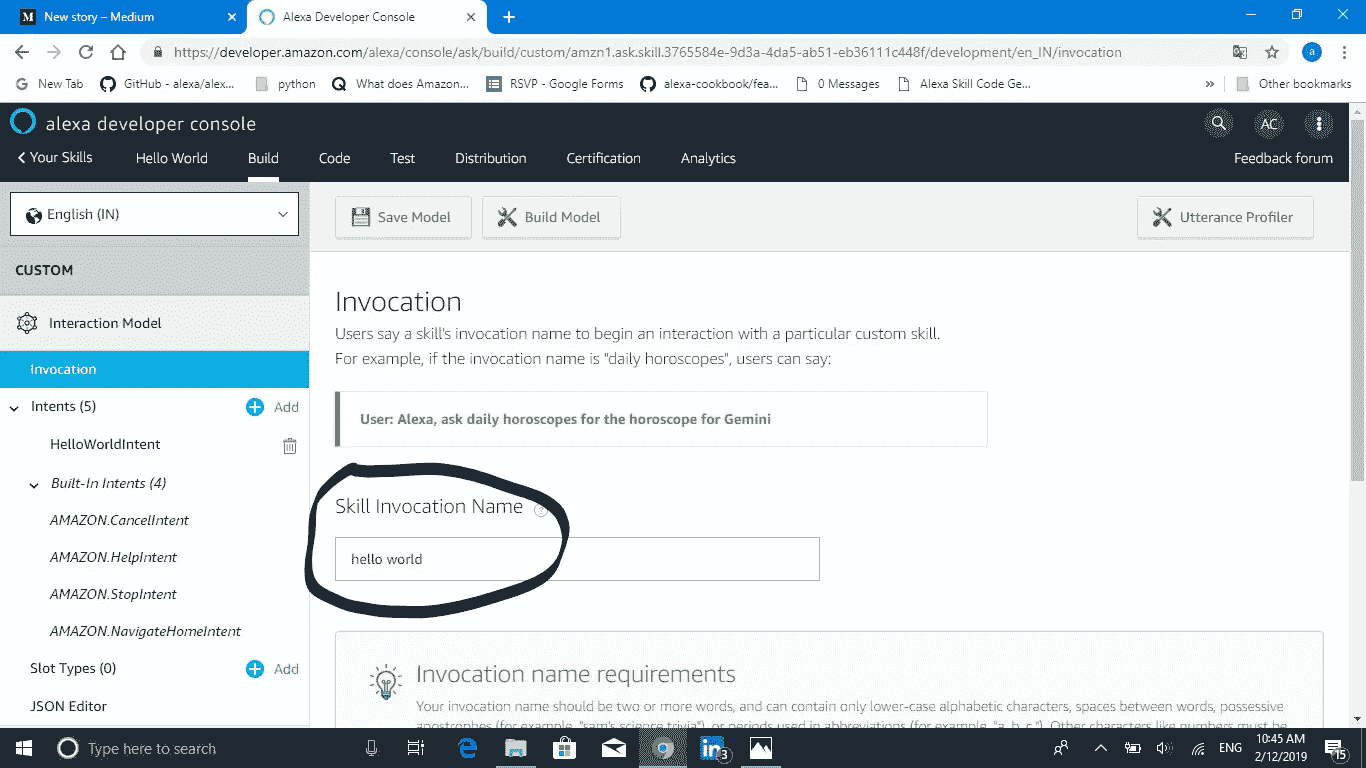 New story – Medium
Alexa Developer Console
https://developer.amazon.com/alexa/console/ask/build/custom/amzn1.ask.skill.3765584e-9d3a-4da5-ab51-eb36111c448f/development/en_IN/invocation
a
New Tab
GitHub - alexa/alex...
python
What does Amazon...
RSVP - Google Forms
alexa-cookbook/fea...
0 Messages
Alexa Skill Code Ge...
Other bookmarks
alexa developer console
AC
Your Skills
Hello World
Build
Code
Test
Distribution
Certification
Analytics
Feedback forum
English (IN)
Save Model
Build Model
Utterance Profiler
CUSTOM
Interaction Model
Invocation
Intents (5)
Add
HelloWorldIntent
Built-In Intents (4)
AMAZON.CancelIntent
AMAZON.HelpIntent
AMAZON.StopIntent
AMAZON.NavigateHomeIntent
Slot Types (0)
Add
JSON Editor
Invocation
Users say a skill's invocation name to begin an interaction with a particular custom skill.
For example, if the invocation name is "daily horoscopes", users can say:
User: Alexa, ask daily horoscopes for the horoscope for Gemini
Skill Invocation Name
hello world
Invocation name requirements
Your invocation name should be two or more words, and can contain only lower-case alphabetic characters, spaces between words, possessive
apostrophes (for example, "sam's science trivia"), or periods used in abbreviations (for example, "a. b. c."). Other characters like numbers must be
Type here to search
3
ENG
10:45 AM
2/12/2019
15